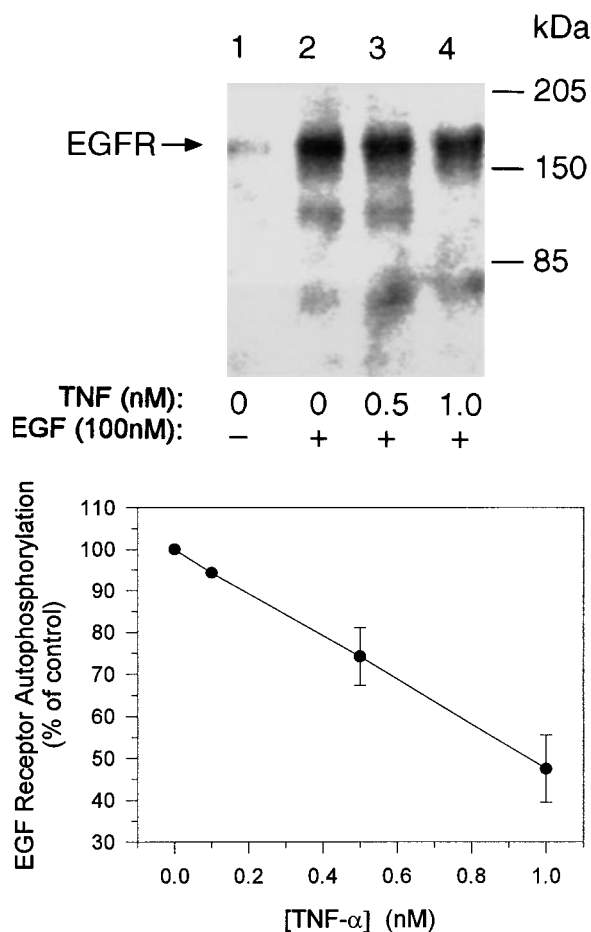 kDa
1 2 3 4
205
EGFR
150
85
TNF (nM): 0 0 0.5 1.0
EGF (100nM): – + + +
EGF Receptor Autophosphorylation
(% of control)
110
100
90
80
70
60
50
40
30
0.0 0.2 0.4 0.6 0.8 1.0
[TNF-α] (nM)